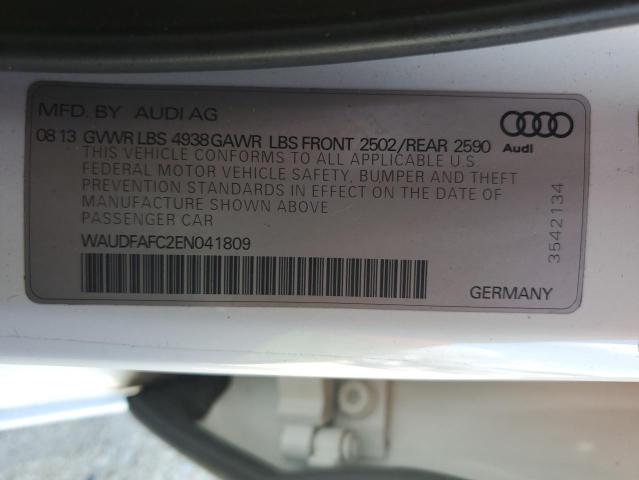 MFD. BY AUDI AG
08 13 GVWR LBS 4938 GAWR LBS FRONT 2502/REAR 2590
Audi
THIS VEHICLE CONFORMS TO ALL APPLICABLE U.S.
FEDERAL MOTOR VEHICLE SAFETY, BUMPER AND THEFT
PREVENTION STANDARDS IN EFFECT ON THE DATE OF
MANUFACTURE SHOWN ABOVE
PASSENGER CAR
WAUDFAFC2EN041809
GERMANY
3542134